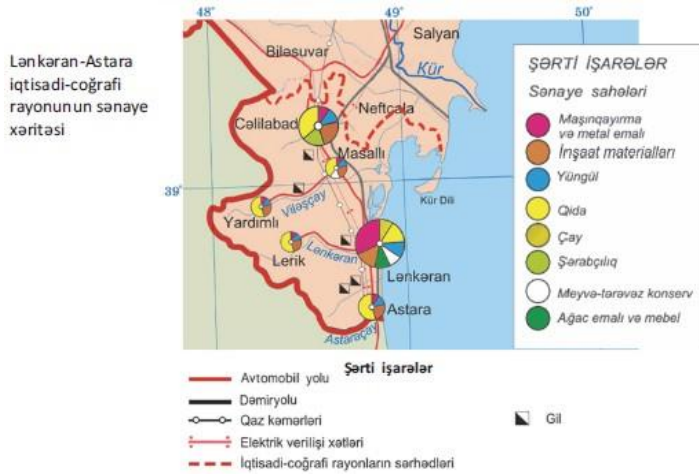 Lənkəran-Astara
iqtisadi-coğrafi
rayonunun sənaye
xəritəsi
48°
49°
50°
Salyan
Biləsuvar
Kür
Neftçala
Cəlilabad
Masallı
39°
Kür Dili
Viləşçay
Yardımlı
Lənkəran
Lerik
Lənkəran
Astara
Astaraçay
ŞƏRTİ İŞARƏLƏR
Sənaye sahələri
Maşınqayırma
və metal emalı
İnşaat materialları
Yüngül
Qida
Çay
Şərabçılıq
Meyvə-tərəvəz konserv
Ağac emalı və mebel
Şərti işarələr
Avtomobil yolu
Dəmiryolu
Qaz kəmərləri
Elektrik verilişi xətləri
İqtisadi-coğrafi rayonların sərhədləri
Gil